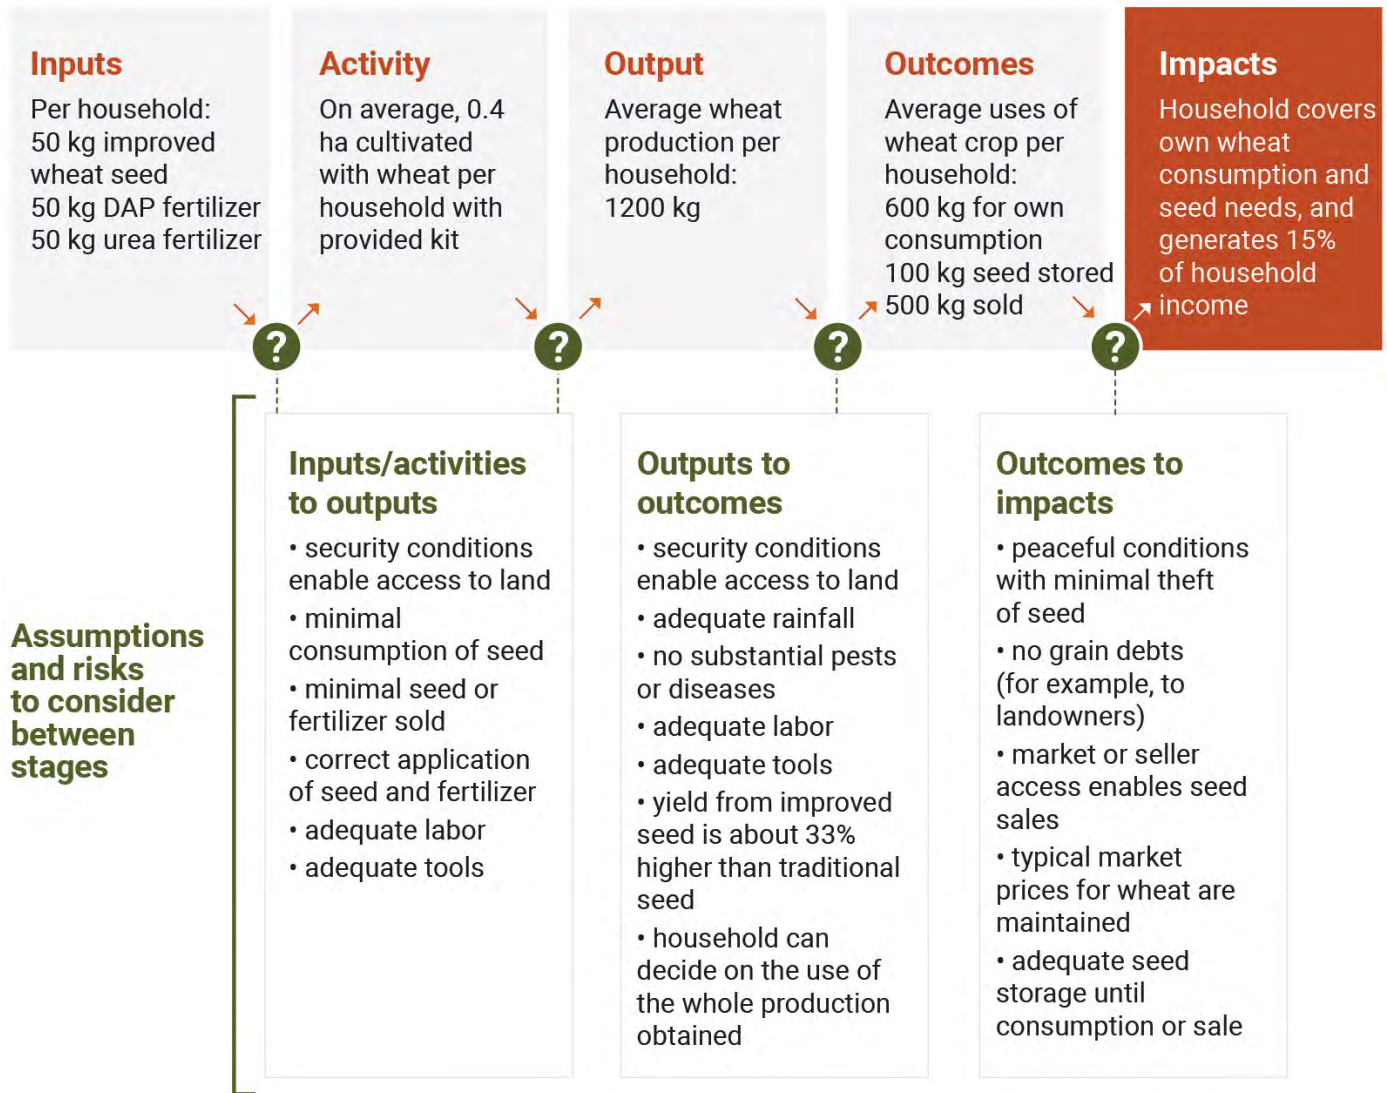 Inputs
Per household:
50 kg improved
wheat seed
50 kg DAP fertilizer
50 kg urea fertilizer
Activity
On average, 0.4
ha cultivated
with wheat per
household with
provided kit
Output
Average wheat
production per
household:
1200 kg
Outcomes
Average uses of
wheat crop per
household:
600 kg for own
consumption
100 kg seed stored
500 kg sold
Impacts
Household covers
own wheat
consumption and
seed needs, and
generates 15%
of household
income
?
?
?
?
Assumptions
and risks
to consider
between
stages
Inputs/activities
to outputs
• security conditions
enable access to land
• minimal
consumption of seed
• minimal seed or
fertilizer sold
• correct application
of seed and fertilizer
• adequate labor
• adequate tools
Outputs to
outcomes
• security conditions
enable access to land
• adequate rainfall
• no substantial pests
or diseases
• adequate labor
• adequate tools
• yield from improved
seed is about 33%
higher than traditional
seed
• household can
decide on the use of
the whole production
obtained
Outcomes to
impacts
• peaceful conditions
with minimal theft
of seed
• no grain debts
(for example, to
landowners)
• market or seller
access enables seed
sales
• typical market
prices for wheat are
maintained
• adequate seed
storage until
consumption or sale